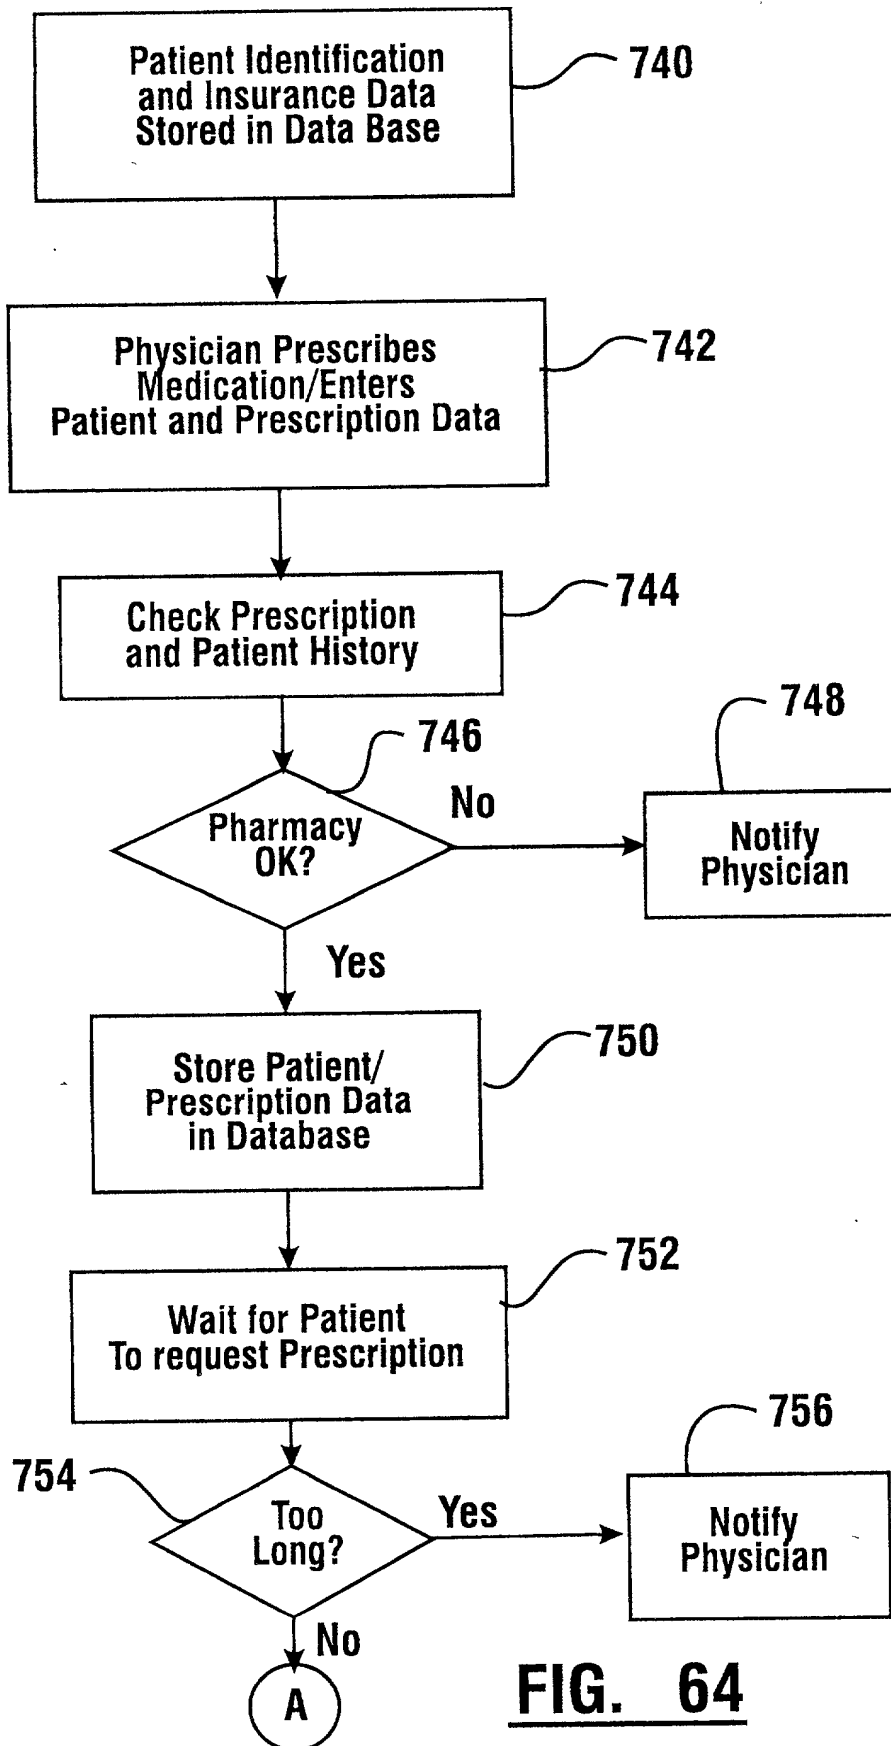 Patient Identification
and Insurance Data
Stored in Data Base
740
Physician Prescribes
Medication/Enters
Patient and Prescription Data
742
Check Prescription
and Patient History
744
746
748
Pharmacy
OK?
No
Notify
Physician
Yes
Store Patient/
Prescription Data
in Database
750
Wait for Patient
To request Prescription
752
754
756
Too
Long?
Yes
Notify
Physician
No
A
FIG. 64